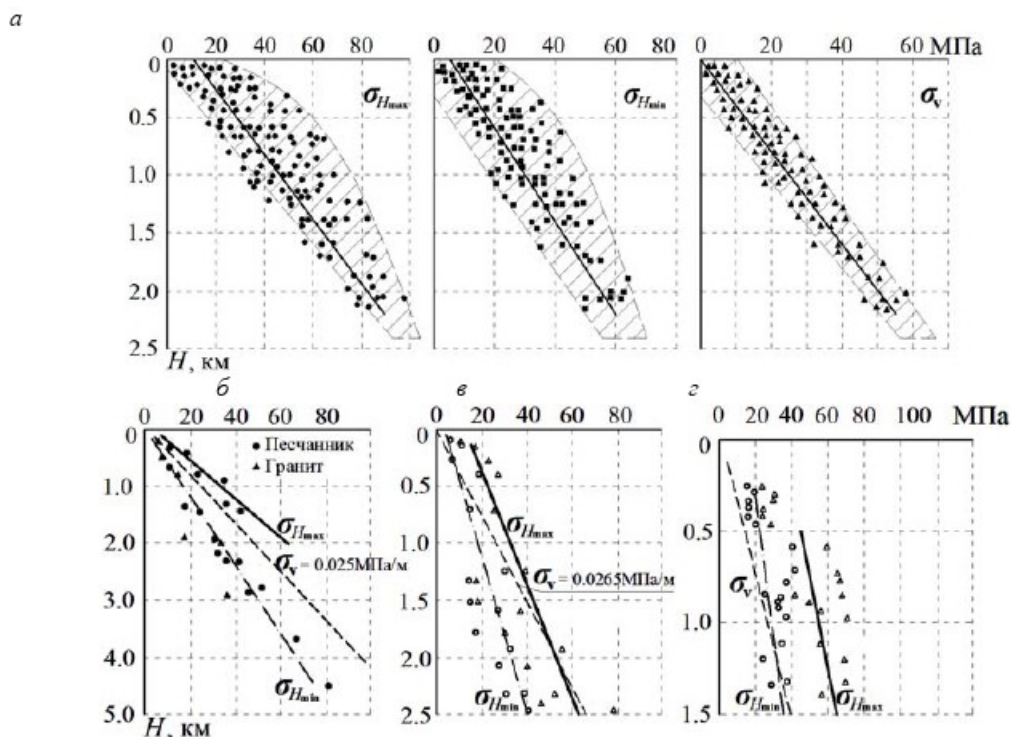 а
0 20 40 60 80 0 20 40 60 80 0 20 40 60 МПа
0 0.5 1.0 1.5 2.0 2.5
σHmax σHmin σv
H, км
б в г
0 20 40 60 80 0 20 40 60 80 0 20 40 60 80 100 МПа
0 1.0 2.0 3.0 4.0 5.0
Песчанник
Гранит
σHmax
σv = 0.025МПа/м
σHmin
H, км
0 0.5 1.0 1.5 2.0 2.5
σHmax
σv = 0.0265МПа/м
σHmin
0 0.5 1.0 1.5
σv
σHmin σHmax